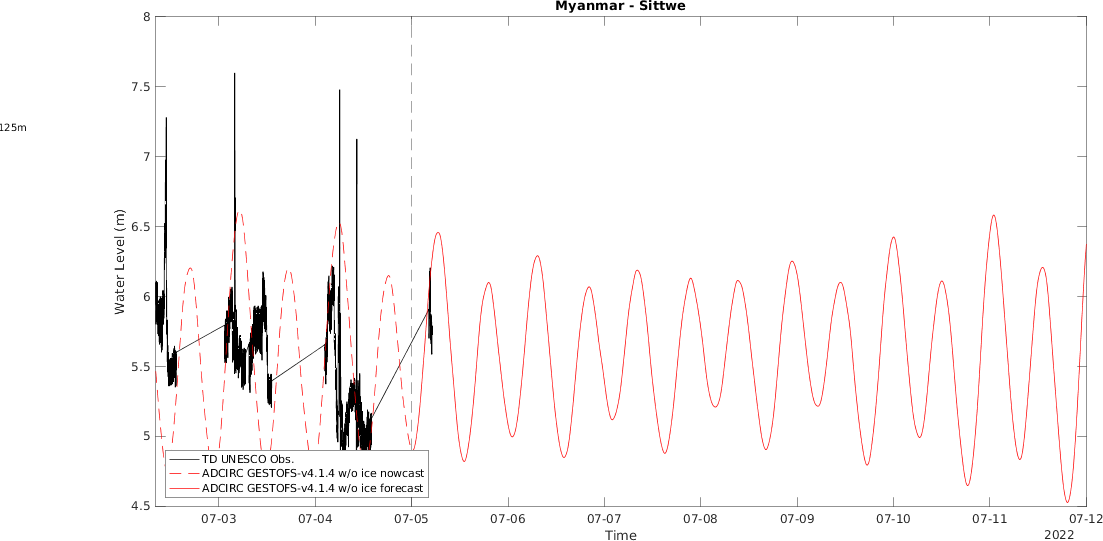 Myanmar - Sittwe
125m
Water Level (m)
8
7.5
7
6.5
6
5.5
5
4.5
TD UNESCO Obs.
ADCIRC GESTOFS-v4.1.4 w/o ice nowcast
ADCIRC GESTOFS-v4.1.4 w/o ice forecast
07-03 07-04 07-05 07-06 07-07 07-08 07-09 07-10 07-11 07-12
Time
2022